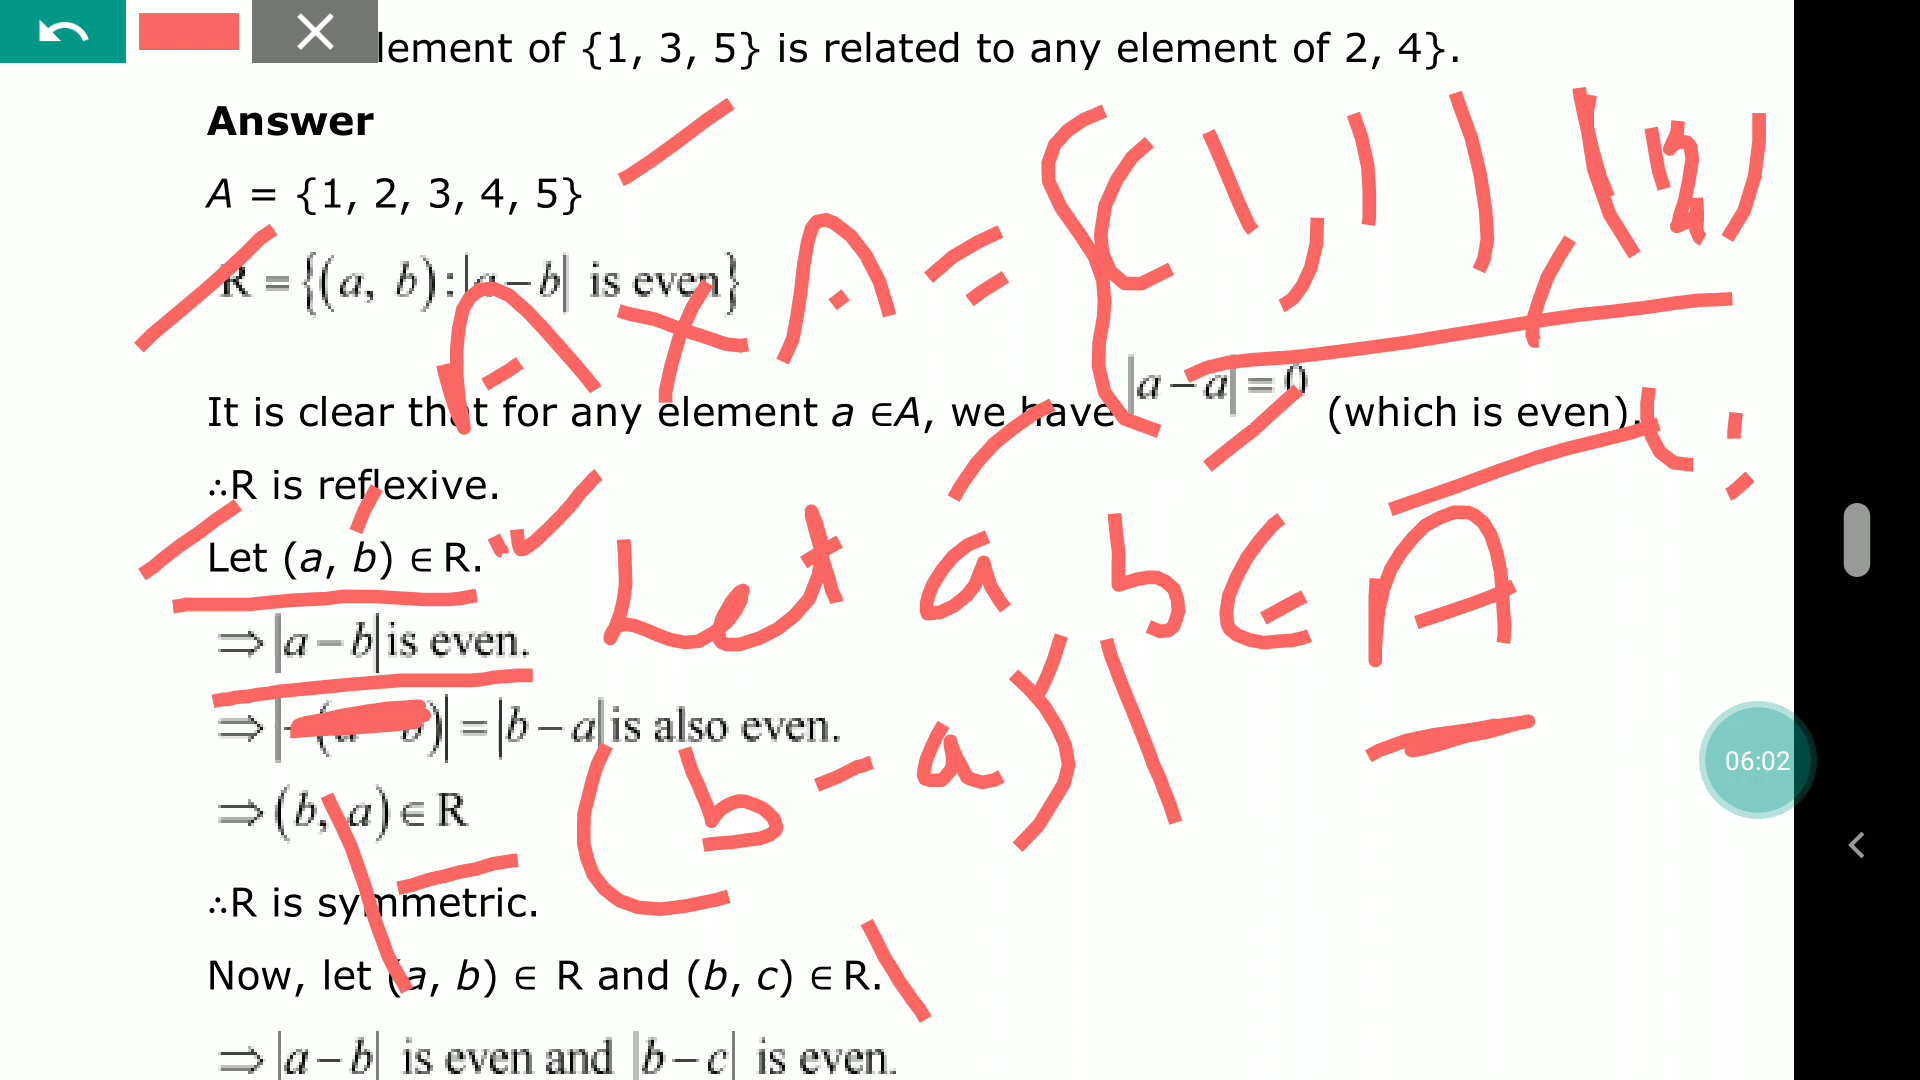 lement of {1, 3, 5} is related to any element of 2, 4}.
Answer
A = {1, 2, 3, 4, 5}
R = {(a, b) : |a − b| is even}
A × A = {(1, 1), (2)
It is clear that for any element a ∈A, we have |a − a| = 0 (which is even).
∴R is reflexive.
Let (a, b) ∈ R.
Let a b ∈ A
⇒ |a − b| is even.
⇒ |−(a − b)| = |b − a| is also even.
|−(b − a)|
⇒ (b, a) ∈ R
∴R is symmetric.
Now, let (a, b) ∈ R and (b, c) ∈ R.
⇒ |a − b| is even and |b − c| is even.
06:02